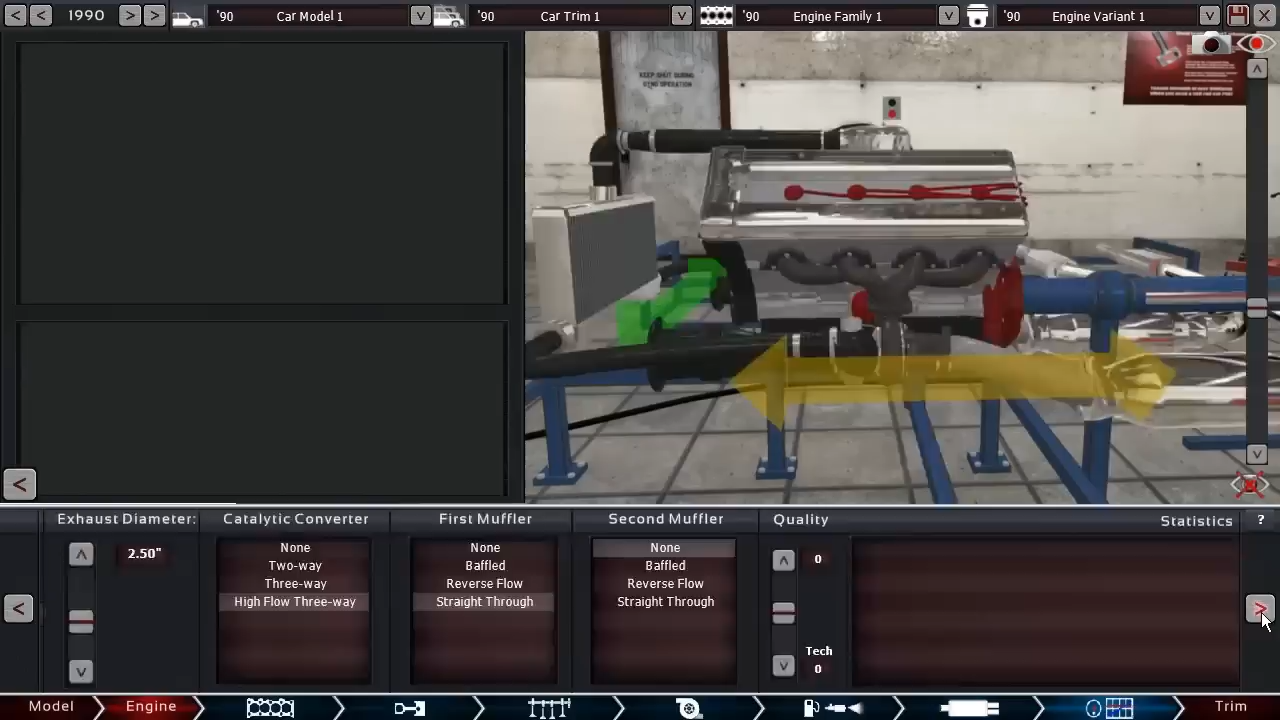 1990
'90 Car Model 1
'90 Car Trim 1
'90 Engine Family 1
'90 Engine Variant 1
KEEP SHUT DURING
DYNO OPERATION
Exhaust Diameter:
2.50"
Catalytic Converter
None
Two-way
Three-way
High Flow Three-way
First Muffler
None
Baffled
Reverse Flow
Straight Through
Second Muffler
None
Baffled
Reverse Flow
Straight Through
Quality
0
Tech
0
Statistics
?
Model
Engine
Trim